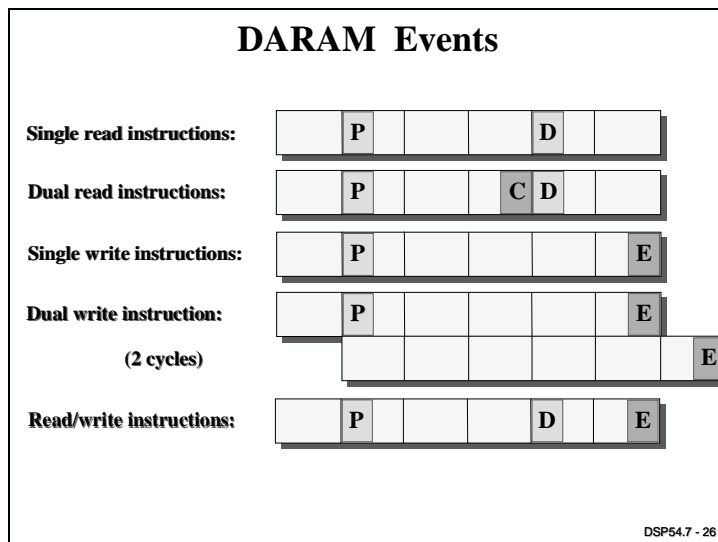 DARAM Events
Single read instructions: P D
Dual read instructions: P C D
Single write instructions: P E
Dual write instruction: P E
(2 cycles) E
Read/write instructions: P D E
DSP54.7 - 26